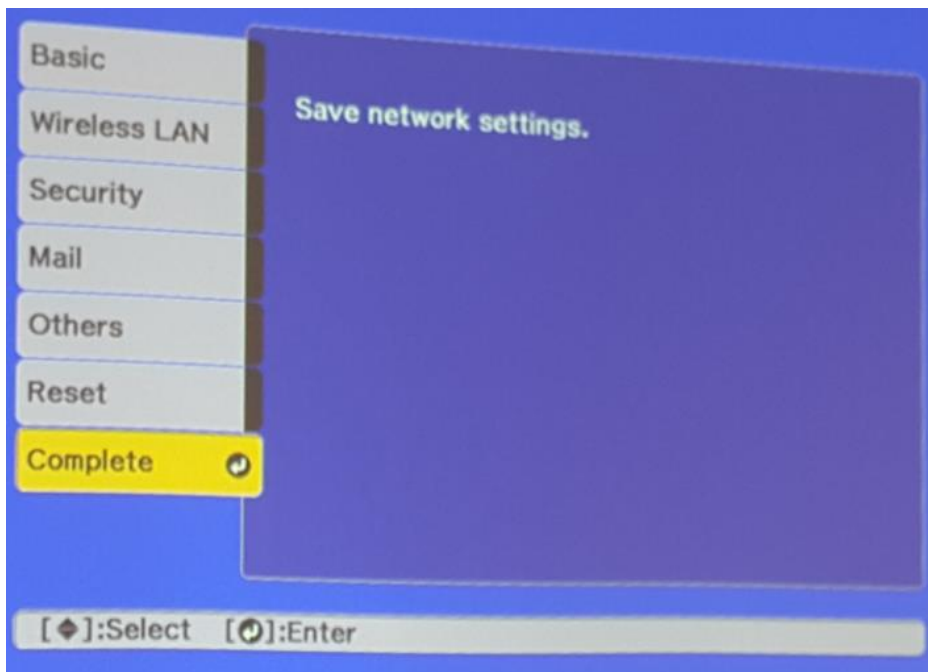 Basic
Wireless LAN
Security
Mail
Others
Reset
Complete
Save network settings.
[◆]:Select [⏎]:Enter